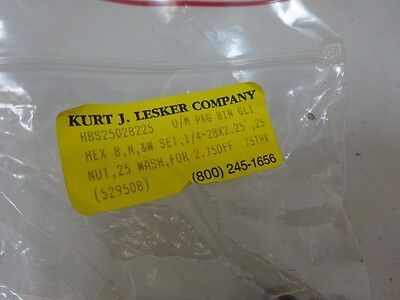 KURT J. LESKER COMPANY
HBS25028225 U/M PKG BIN GL1
HEX B,N,&W SET,1/4-28X2.25 ,25
NUT,25 WASH,FOR 2.75OFF .75THK
(529508) (800) 245-1656